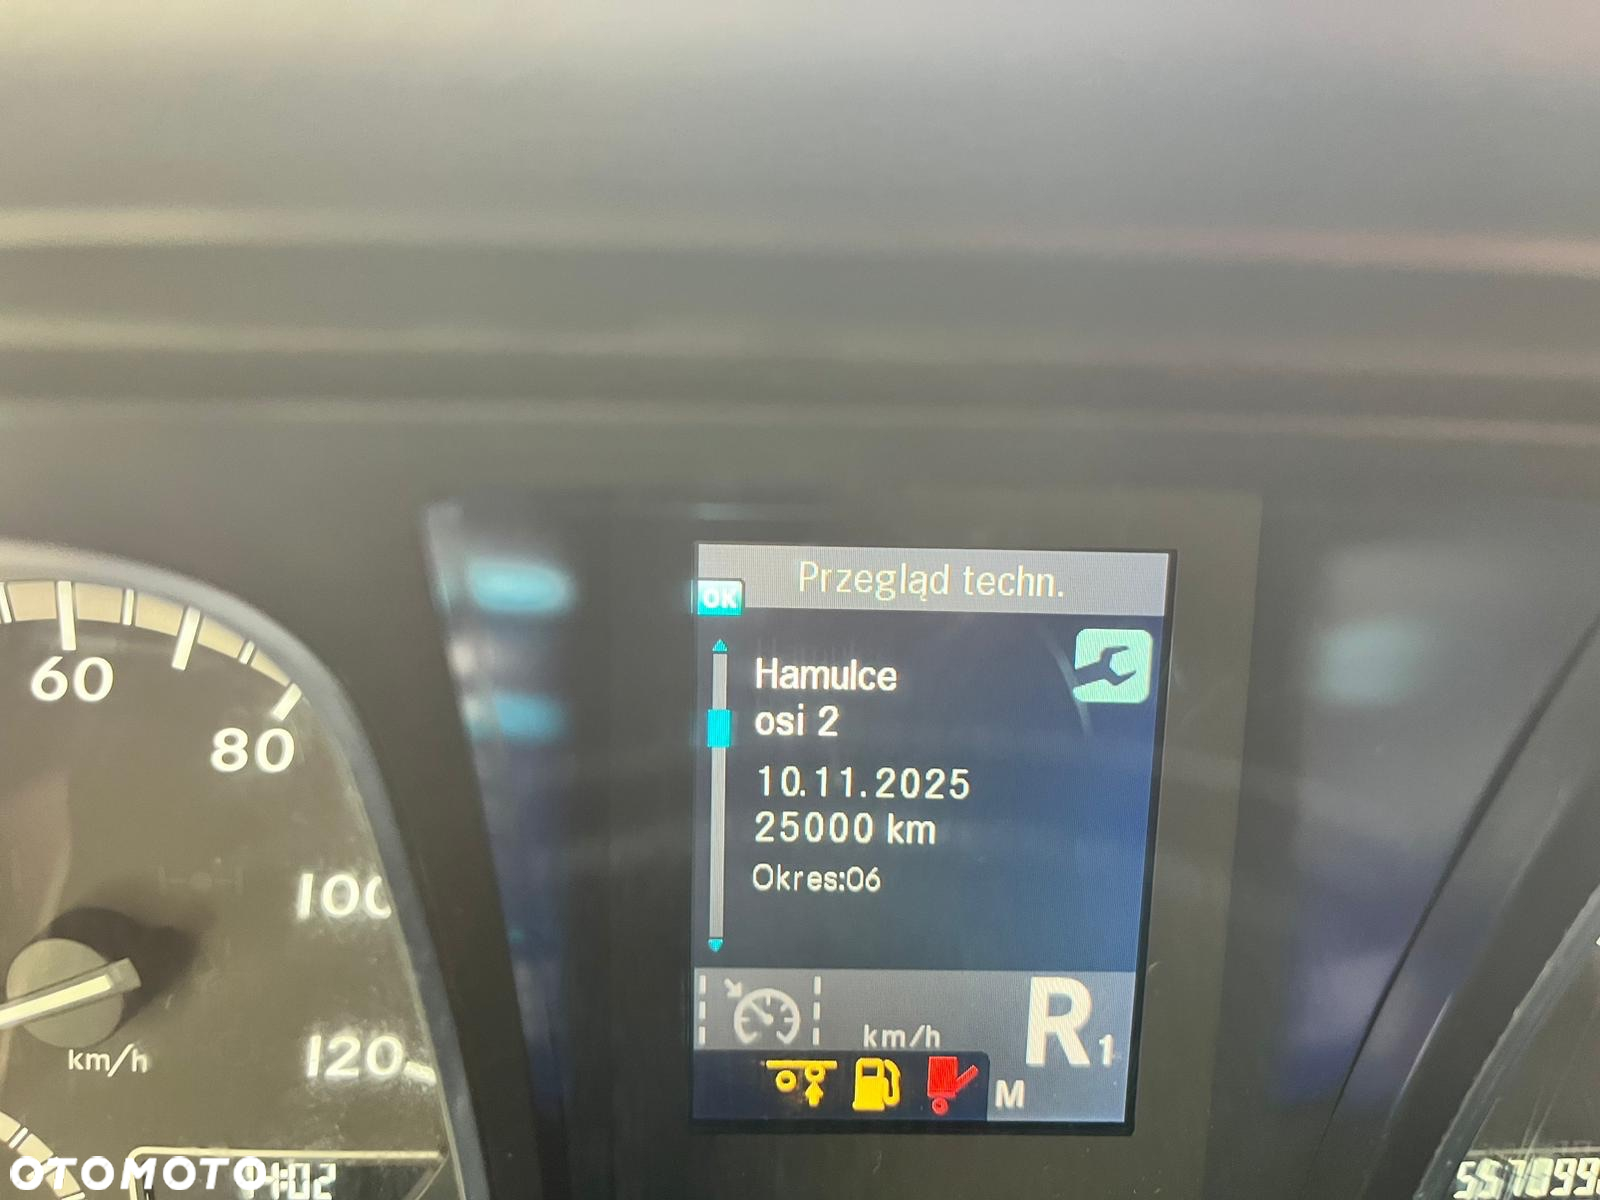 Przegląd techn.
OK
Hamulce
osi 2
10.11.2025
25000 km
Okres:06
km/h
R1
M
60
80
100
120
km/h
OTOMOTO